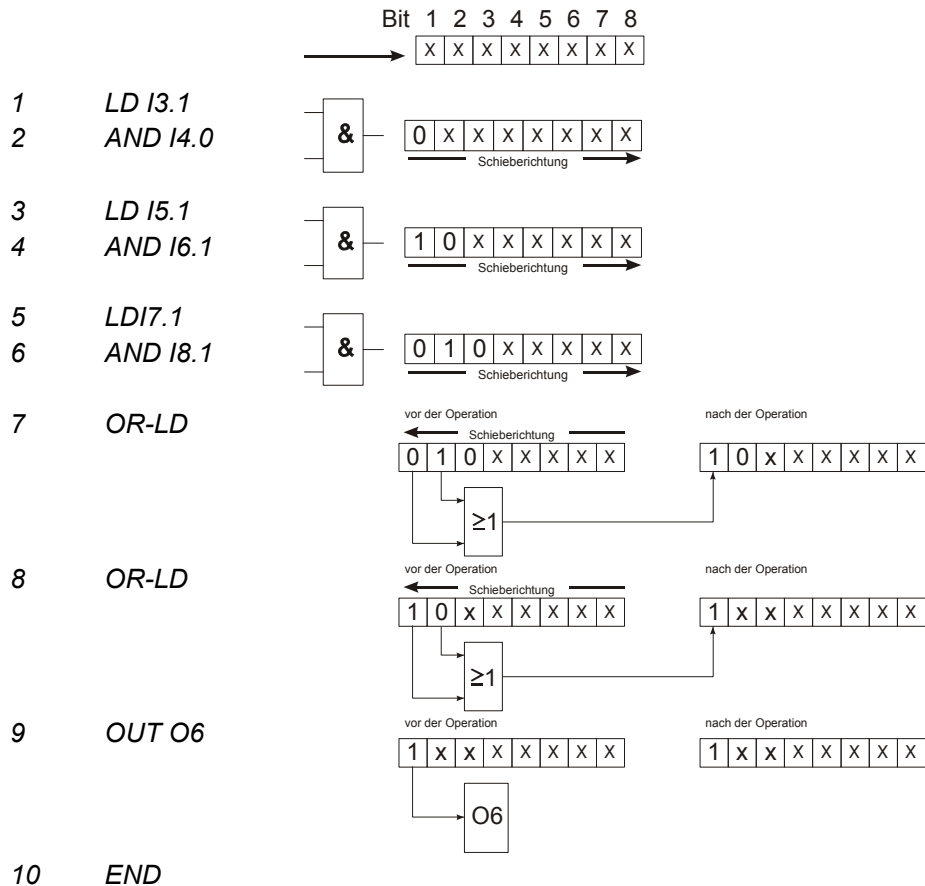 Bit 1 2 3 4 5 6 7 8
X X X X X X X X
1 LD I3.1
2 AND I4.0
&
0 X X X X X X X
Schieberichtung
3 LD I5.1
4 AND I6.1
&
1 0 X X X X X X
Schieberichtung
5 LDI7.1
6 AND I8.1
&
0 1 0 X X X X X
Schieberichtung
7 OR-LD
vor der Operation
nach der Operation
Schieberichtung
0 1 0 X X X X X
1 0 x X X X X X
≥1
8 OR-LD
vor der Operation
nach der Operation
Schieberichtung
1 0 x X X X X X
1 x x X X X X X
≥1
9 OUT O6
vor der Operation
nach der Operation
1 x x X X X X X
1 x x X X X X X
O6
10 END